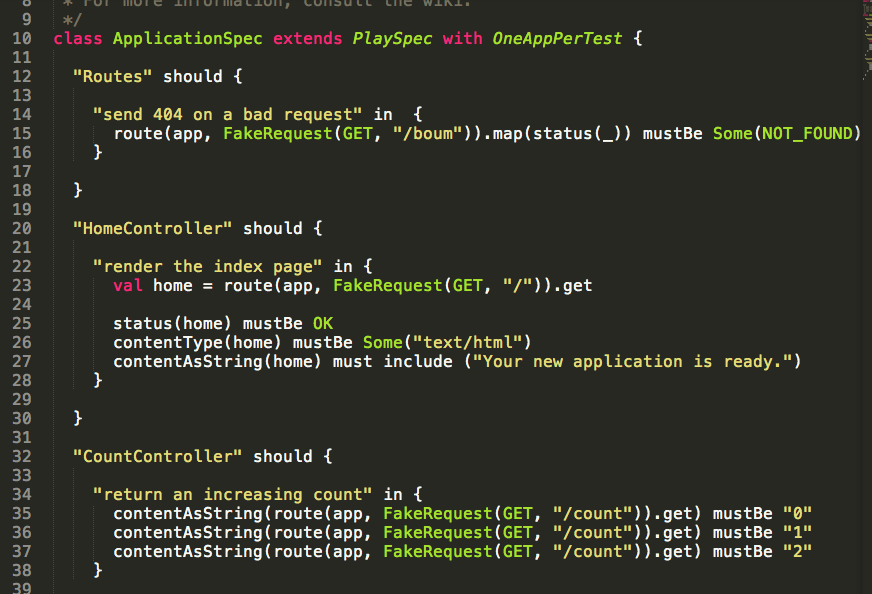 8 * For more information, consult the wiki.
9 */
10 class ApplicationSpec extends PlaySpec with OneAppPerTest {
11
12 "Routes" should {
13
14 "send 404 on a bad request" in  {
15 route(app, FakeRequest(GET, "/boum")).map(status(_)) mustBe Some(NOT_FOUND)
16 }
17
18 }
19
20 "HomeController" should {
21
22 "render the index page" in {
23 val home = route(app, FakeRequest(GET, "/")).get
24
25 status(home) mustBe OK
26 contentType(home) mustBe Some("text/html")
27 contentAsString(home) must include ("Your new application is ready.")
28 }
29
30 }
31
32 "CountController" should {
33
34 "return an increasing count" in {
35 contentAsString(route(app, FakeRequest(GET, "/count")).get) mustBe "0"
36 contentAsString(route(app, FakeRequest(GET, "/count")).get) mustBe "1"
37 contentAsString(route(app, FakeRequest(GET, "/count")).get) mustBe "2"
38 }
39